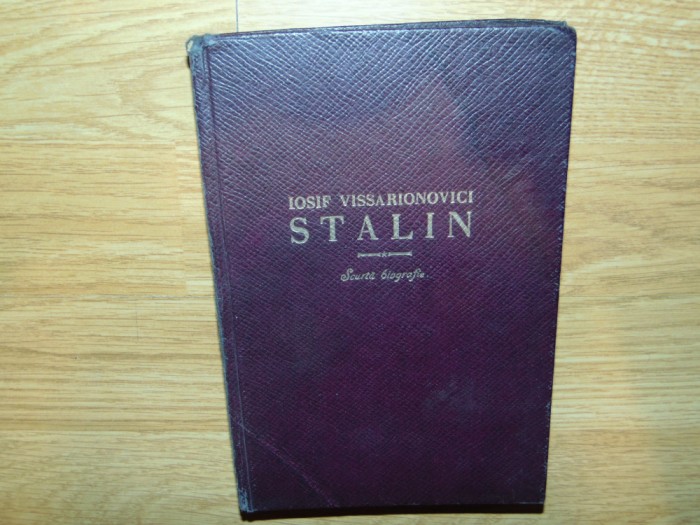 IOSIF VISSARIONOVICI
STALIN
Scurtă biografie